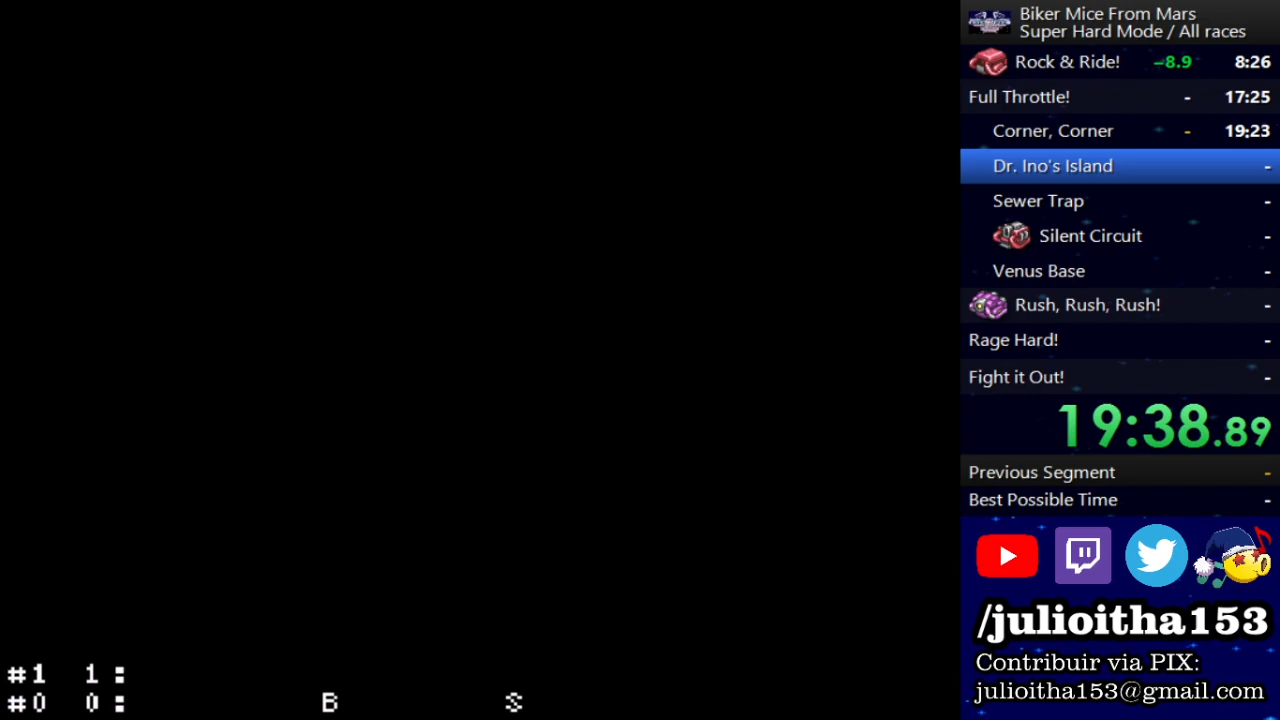 Biker Mice From Mars
Super Hard Mode / All races
Rock & Ride! -8.9 8:26
Full Throttle! - 17:25
Corner, Corner - 19:23
Dr. Ino's Island -
Sewer Trap -
Silent Circuit -
Venus Base -
Rush, Rush, Rush! -
Rage Hard! -
Fight it Out! -
19:38.89
Previous Segment -
Best Possible Time -
/julioitha153
Contribuir via PIX:
julioitha153@gmail.com
#1 1:
#0 0: B S